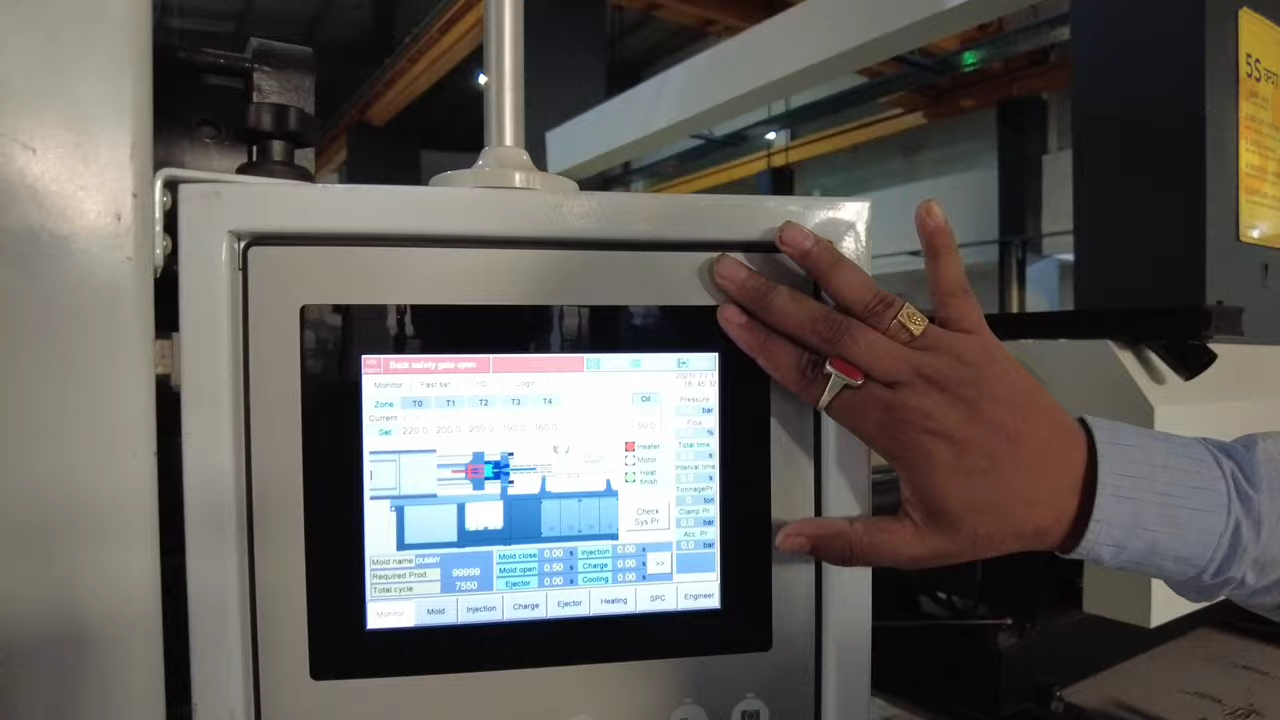 Back safety gate open
2021/7/1
18:45:32
Monitor Fast set I/O Login
Zone T0 T1 T2 T3 T4 Oil
Current
Set 220.0 200.0 200.0 190.0 160.0
Pressure
bar
Flow
%
Total time
s
Interval time
0.0 s
TonnagePr
0 ton
Clamp Pr
0.0 bar
Acc Pr
0.0 bar
Heater
Motor
Heat
finish
Check
Sys Pr
Mold name DUMMY
Required Prod. 99999
Total cycle 7550
Mold close 0.00 s Injection 0.00 s
Mold open 0.50 s Charge 0.00 s >>
Ejector 0.00 s Cooling 0.00 s
Monitor Mold Injection Charge Ejector Heating SPC Engineer
5S